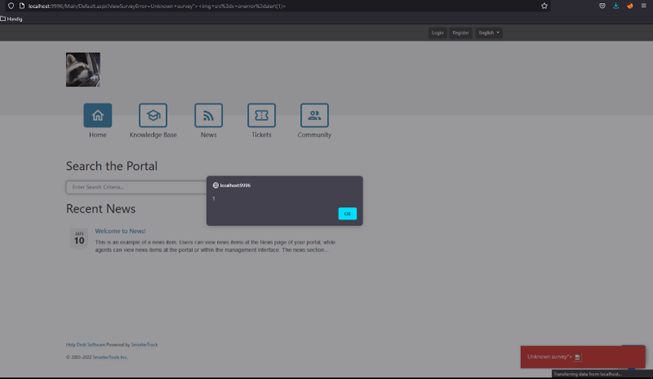 localhost:9996/Main/Default.aspx?viewSurveyError=Unknown+survey"><img+src%3dx+onerror%3dalert(1)>
Handly
Login Register English
Home Knowledge Base News Tickets Community
Search the Portal
Enter Search Criteria...
localhost:9996
1
OK
Recent News
JAN
10
Welcome to News!
This is an example of a news item. Users can view news items at the News page of your portal, while
agents can view news items at the portal or within the management interface. The news section...
Help Desk Software Powered by SmarterTrack
© 2002-2022 SmarterTools Inc.
Unknown survey">
Transferring data from localhost...